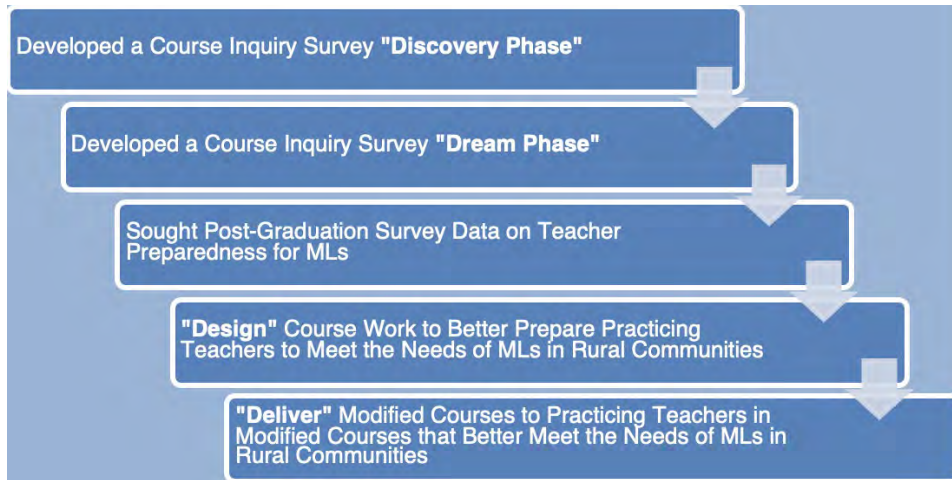 Developed a Course Inquiry Survey "Discovery Phase"
Developed a Course Inquiry Survey "Dream Phase"
Sought Post-Graduation Survey Data on Teacher
Preparedness for MLs
"Design" Course Work to Better Prepare Practicing
Teachers to Meet the Needs of MLs in Rural Communities
"Deliver" Modified Courses to Practicing Teachers in
Modified Courses that Better Meet the Needs of MLs in
Rural Communities